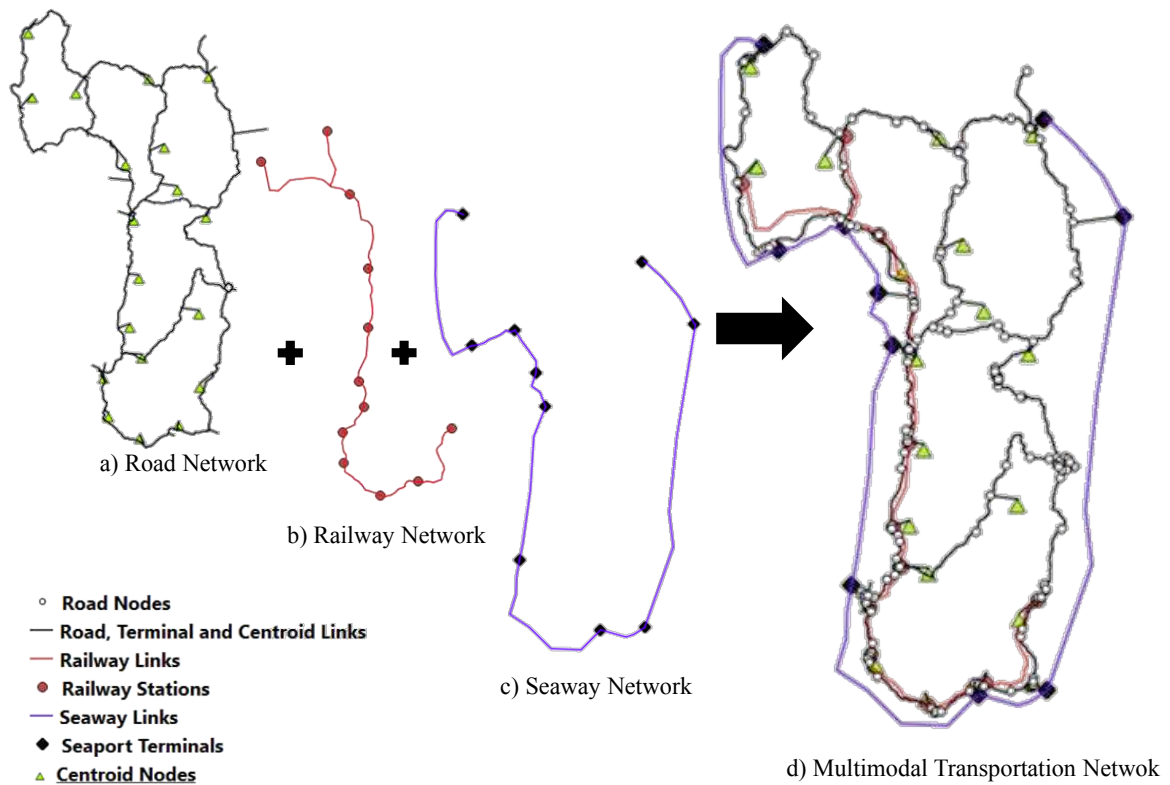 a) Road Network
b) Railway Network
c) Seaway Network
d) Multimodal Transportation Netwok
Road Nodes
Road, Terminal and Centroid Links
Railway Links
Railway Stations
Seaway Links
Seaport Terminals
Centroid Nodes